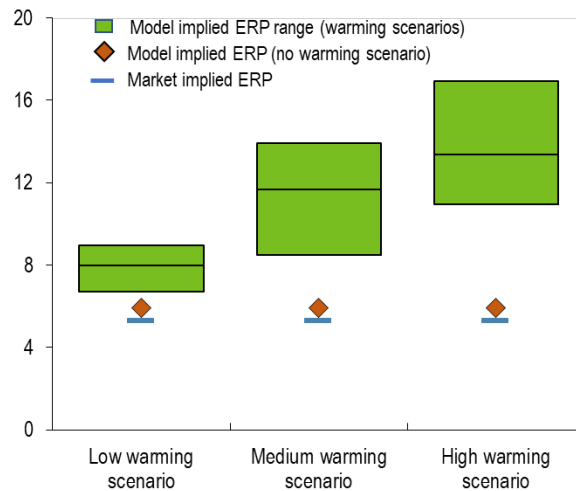 20
Model implied ERP range (warming scenarios)
Model implied ERP (no warming scenario)
Market implied ERP
16
12
8
4
0
Low warming
scenario
Medium warming
scenario
High warming
scenario